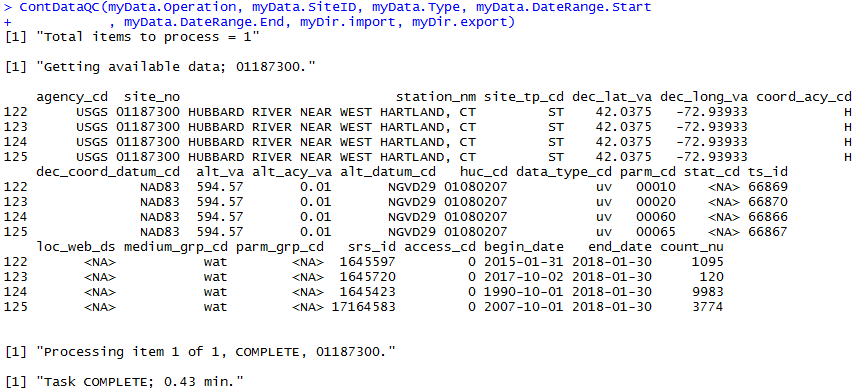 > ContDataQC(myData.Operation, myData.SiteID, myData.Type, myData.DateRange.Start
+ , myData.DateRange.End, myDir.import, myDir.export)
[1] "Total items to process = 1"
[1] "Getting available data; 01187300."
agency_cd site_no station_nm site_tp_cd dec_lat_va dec_long_va coord_acy_cd
122 USGS 01187300 HUBBARD RIVER NEAR WEST HARTLAND, CT ST 42.0375 -72.93933 H
123 USGS 01187300 HUBBARD RIVER NEAR WEST HARTLAND, CT ST 42.0375 -72.93933 H
124 USGS 01187300 HUBBARD RIVER NEAR WEST HARTLAND, CT ST 42.0375 -72.93933 H
125 USGS 01187300 HUBBARD RIVER NEAR WEST HARTLAND, CT ST 42.0375 -72.93933 H
dec_coord_datum_cd alt_va alt_acy_va alt_datum_cd huc_cd data_type_cd parm_cd stat_cd ts_id
122 NAD83 594.57 0.01 NGVD29 01080207 uv 00010 <NA> 66869
123 NAD83 594.57 0.01 NGVD29 01080207 uv 00020 <NA> 66870
124 NAD83 594.57 0.01 NGVD29 01080207 uv 00060 <NA> 66866
125 NAD83 594.57 0.01 NGVD29 01080207 uv 00065 <NA> 66867
loc_web_ds medium_grp_cd parm_grp_cd srs_id access_cd begin_date end_date count_nu
122 <NA> wat <NA> 1645597 0 2015-01-31 2018-01-30 1095
123 <NA> wat <NA> 1645720 0 2017-10-02 2018-01-30 120
124 <NA> wat <NA> 1645423 0 1990-10-01 2018-01-30 9983
125 <NA> wat <NA> 17164583 0 2007-10-01 2018-01-30 3774
[1] "Processing item 1 of 1, COMPLETE, 01187300."
[1] "Task COMPLETE; 0.43 min."